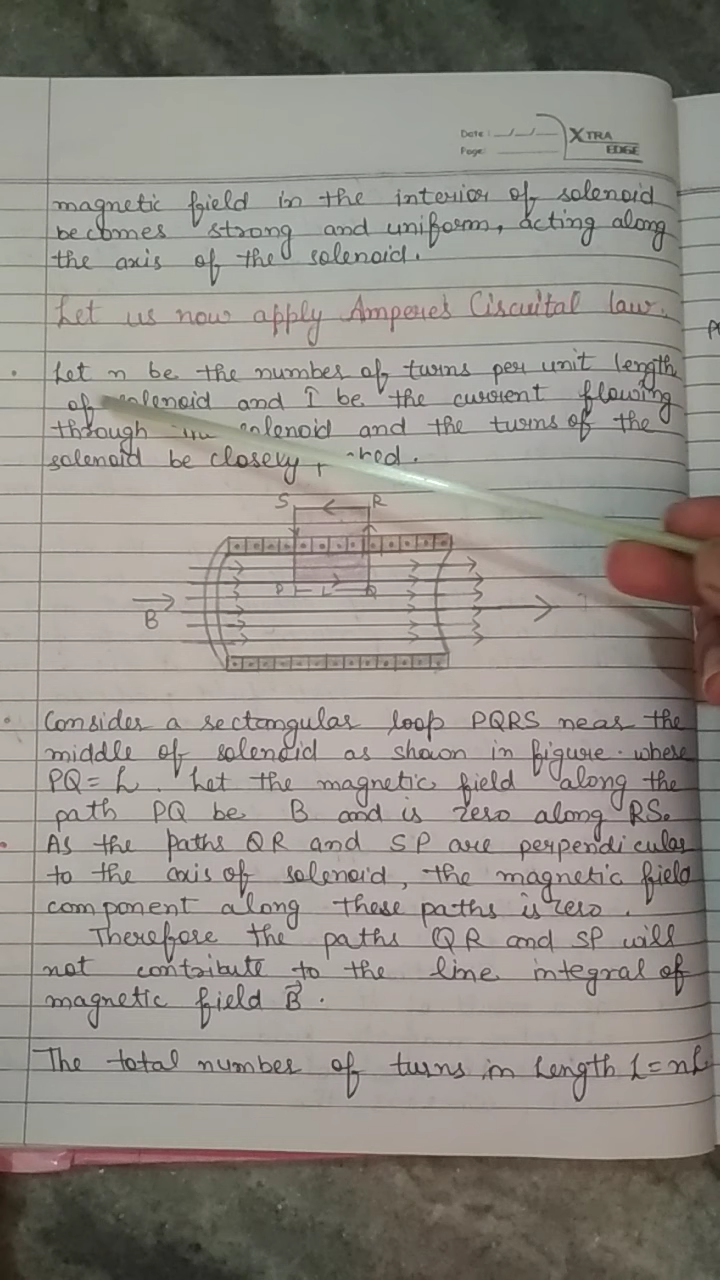 Date : __/__/__
XTRA
Page: ________
EDGE
magnetic field in the interior of solenoid
becomes strong and uniform, acting along
the axis of the solenoid.
Let us now apply Ampere's Circuital law.
Let n be the number of turns per unit length
of solenoid and I be the current flowing
through solenoid and the turns of the
solenoid be closely
S R
P L Q
B
Consider a rectangular loop PQRS near the
middle of solenoid as shown in figure. where
PQ = L. Let the magnetic field along the
path PQ be B and is zero along RS.
As the paths QR and SP are perpendicular
to the axis of solenoid, the magnetic field
component along these paths is zero.
Therefore the paths QR and SP will
not contribute to the line integral of
magnetic field B⃗.
The total number of turns in Length L = nL